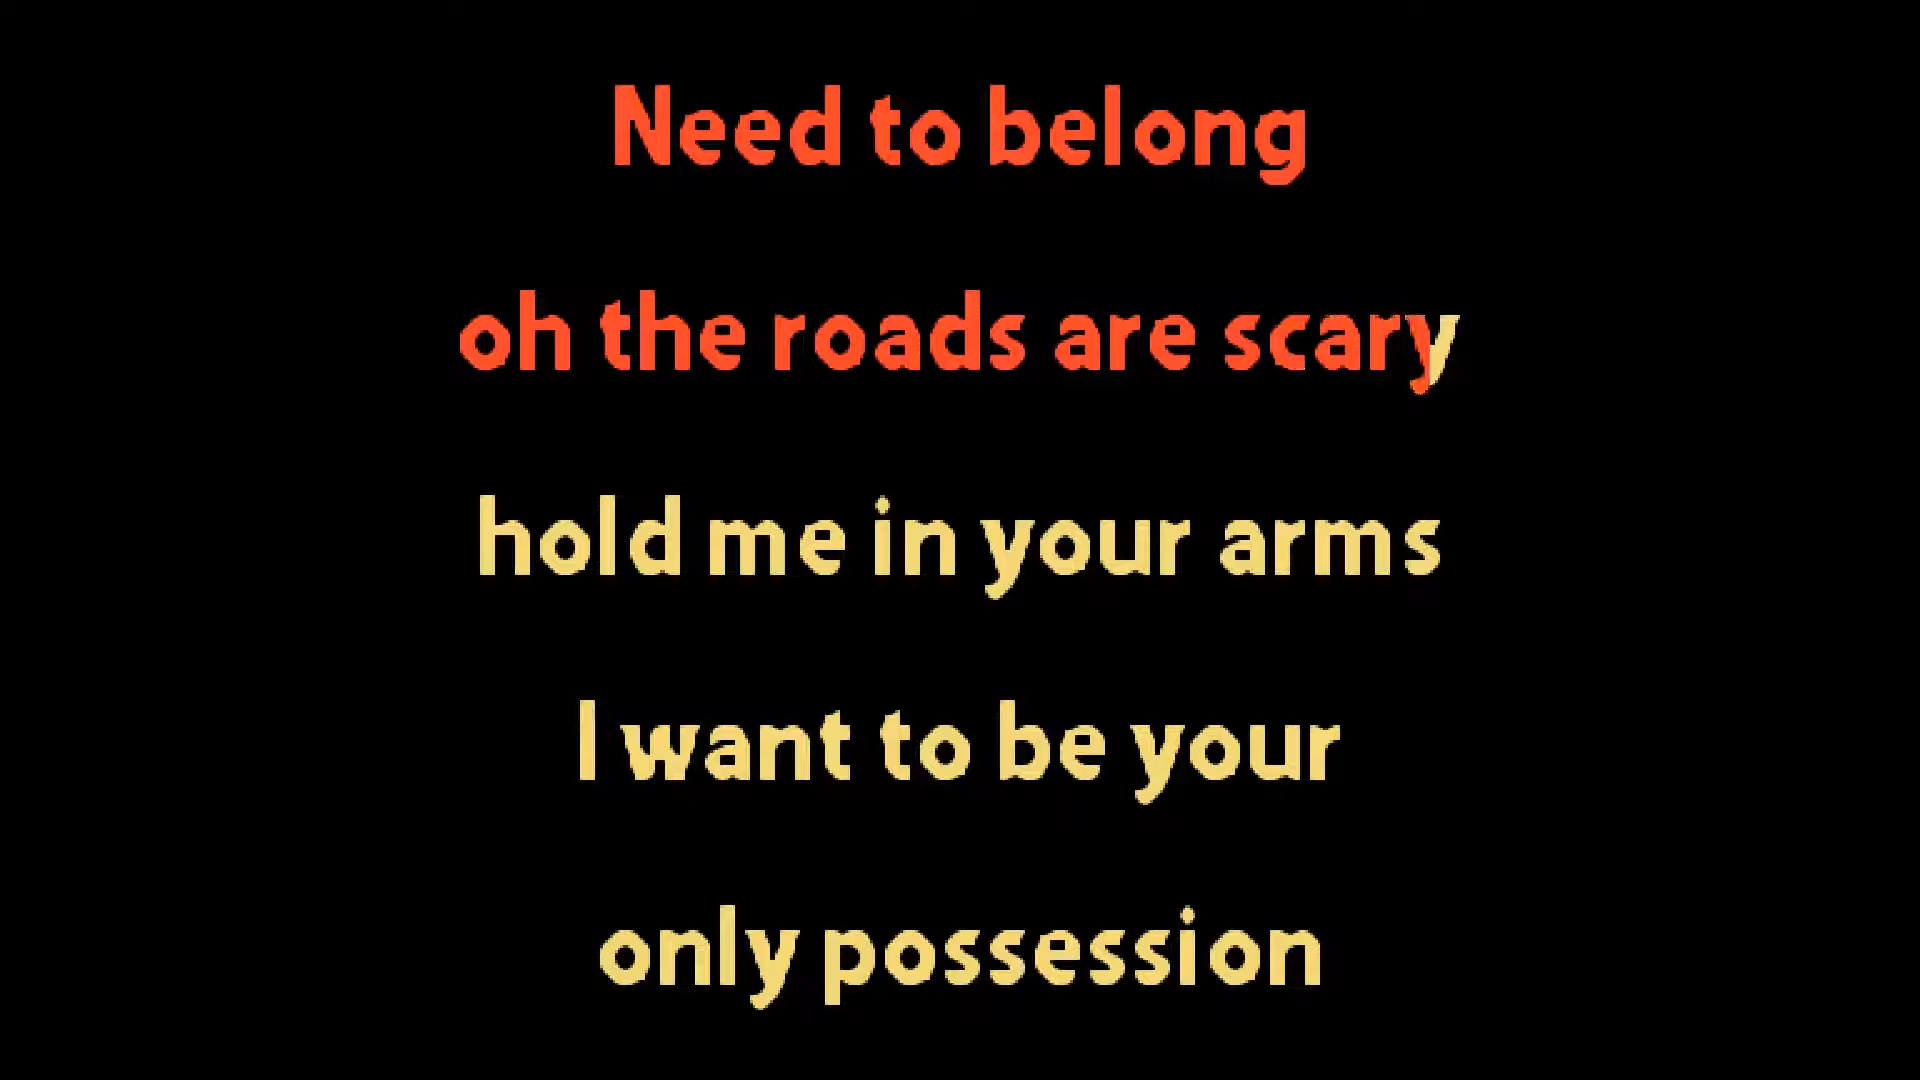 Need to belong
oh the roads are scary
hold me in your arms
I want to be your
only possession